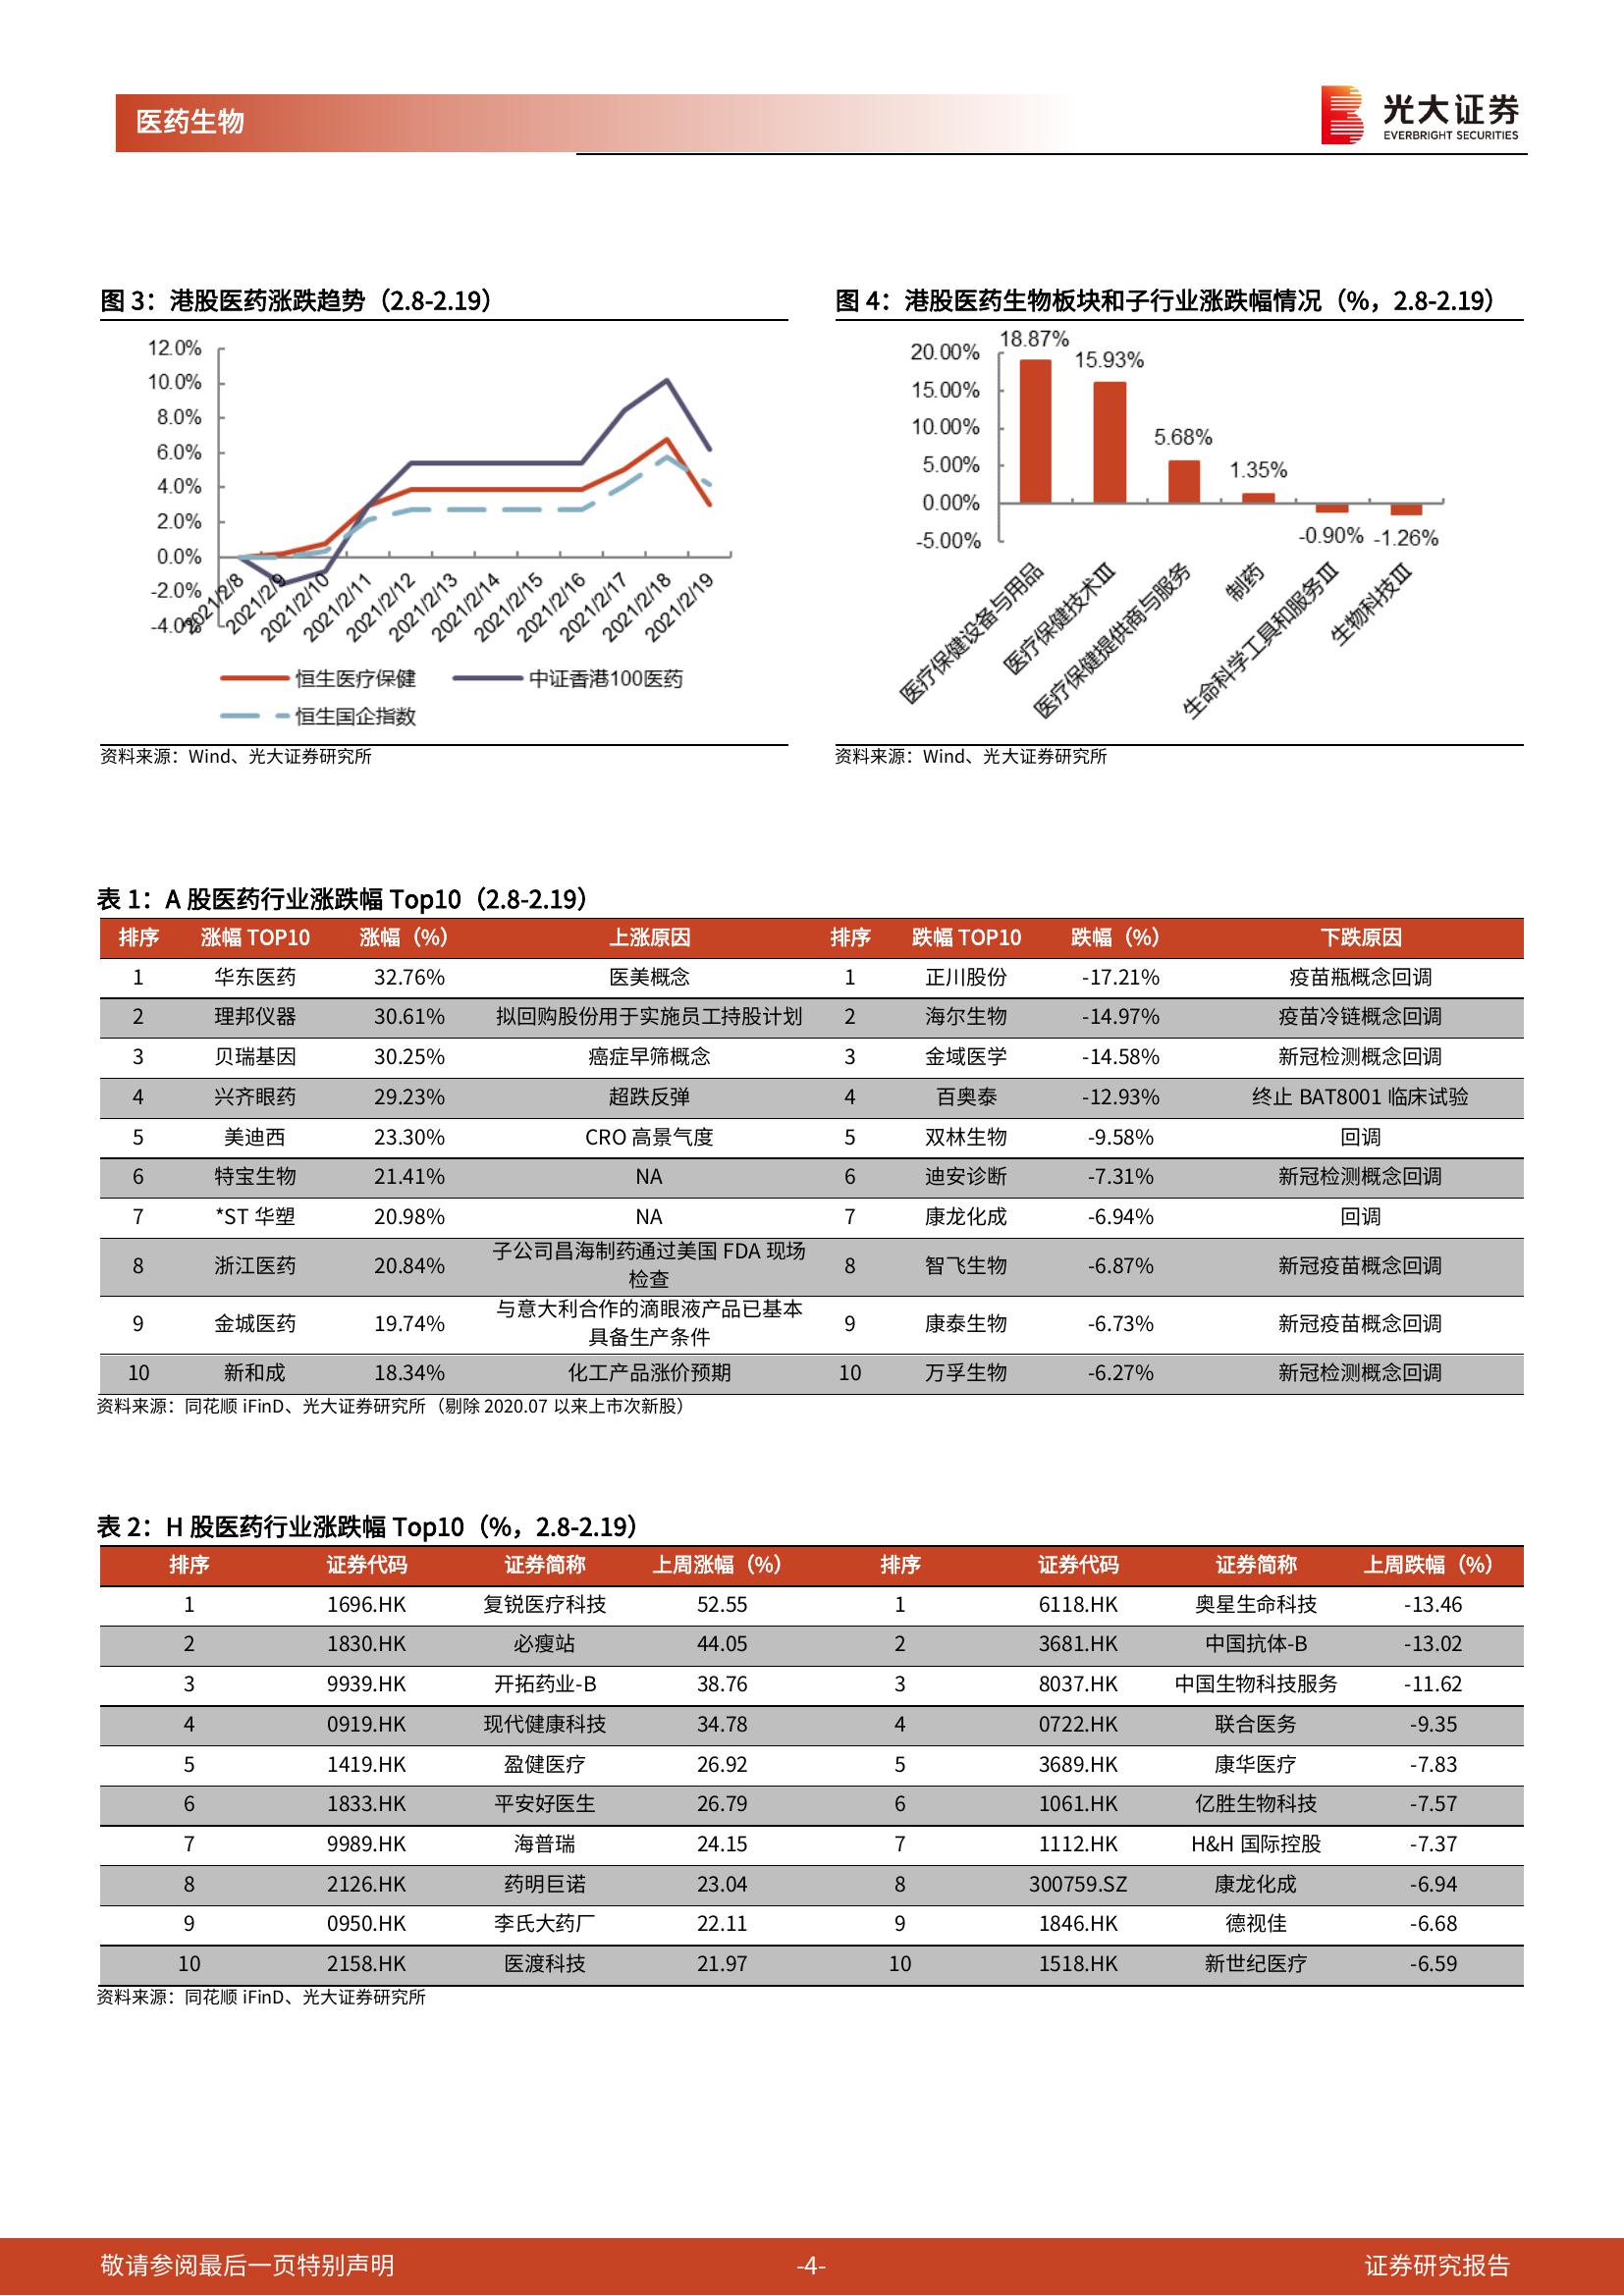 医药生物
光大证券
EVERBRIGHT SECURITIES
图 3：港股医药涨跌趋势（2.8-2.19）
12.0%
10.0%
8.0%
6.0%
4.0%
2.0%
0.0%
-2.0%
-4.0%
2021/2/8
2021/2/9
2021/2/10
2021/2/11
2021/2/12
2021/2/13
2021/2/14
2021/2/15
2021/2/16
2021/2/17
2021/2/18
2021/2/19
恒生医疗保健 中证香港100医药
恒生国企指数
资料来源：Wind、光大证券研究所
图 4：港股医药生物板块和子行业涨跌幅情况（%，2.8-2.19）
20.00%
15.00%
10.00%
5.00%
0.00%
-5.00%
18.87%
15.93%
5.68%
1.35%
-0.90%
-1.26%
医疗保健设备与用品
医疗保健技术Ⅲ
医疗保健提供商与服务
制药
生命科学工具和服务Ⅲ
生物科技Ⅲ
资料来源：Wind、光大证券研究所
表 1：A 股医药行业涨跌幅 Top10（2.8-2.19）
排序 涨幅 TOP10 涨幅（%） 上涨原因 排序 跌幅 TOP10 跌幅（%） 下跌原因
1 华东医药 32.76% 医美概念 1 正川股份 -17.21% 疫苗瓶概念回调
2 理邦仪器 30.61% 拟回购股份用于实施员工持股计划 2 海尔生物 -14.97% 疫苗冷链概念回调
3 贝瑞基因 30.25% 癌症早筛概念 3 金域医学 -14.58% 新冠检测概念回调
4 兴齐眼药 29.23% 超跌反弹 4 百奥泰 -12.93% 终止 BAT8001 临床试验
5 美迪西 23.30% CRO 高景气度 5 双林生物 -9.58% 回调
6 特宝生物 21.41% NA 6 迪安诊断 -7.31% 新冠检测概念回调
7 *ST 华塑 20.98% NA 7 康龙化成 -6.94% 回调
8 浙江医药 20.84% 子公司昌海制药通过美国 FDA 现场
检查 8 智飞生物 -6.87% 新冠疫苗概念回调
9 金城医药 19.74% 与意大利合作的滴眼液产品已基本
具备生产条件 9 康泰生物 -6.73% 新冠疫苗概念回调
10 新和成 18.34% 化工产品涨价预期 10 万孚生物 -6.27% 新冠检测概念回调
资料来源：同花顺 iFinD、光大证券研究所（剔除 2020.07 以来上市次新股）
表 2：H 股医药行业涨跌幅 Top10（%，2.8-2.19）
排序 证券代码 证券简称 上周涨幅（%） 排序 证券代码 证券简称 上周跌幅（%）
1 1696.HK 复锐医疗科技 52.55 1 6118.HK 奥星生命科技 -13.46
2 1830.HK 必瘦站 44.05 2 3681.HK 中国抗体-B -13.02
3 9939.HK 开拓药业-B 38.76 3 8037.HK 中国生物科技服务 -11.62
4 0919.HK 现代健康科技 34.78 4 0722.HK 联合医务 -9.35
5 1419.HK 盈健医疗 26.92 5 3689.HK 康华医疗 -7.83
6 1833.HK 平安好医生 26.79 6 1061.HK 亿胜生物科技 -7.57
7 9989.HK 海普瑞 24.15 7 1112.HK H&H 国际控股 -7.37
8 2126.HK 药明巨诺 23.04 8 300759.SZ 康龙化成 -6.94
9 0950.HK 李氏大药厂 22.11 9 1846.HK 德视佳 -6.68
10 2158.HK 医渡科技 21.97 10 1518.HK 新世纪医疗 -6.59
资料来源：同花顺 iFinD、光大证券研究所
敬请参阅最后一页特别声明 -4- 证券研究报告